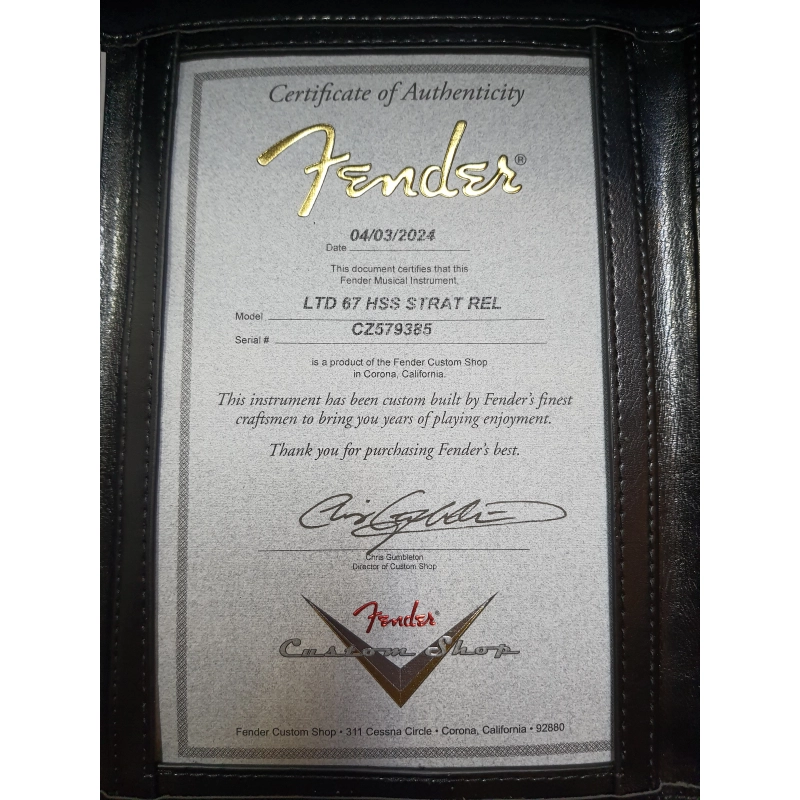 Certificate of Authenticity
Fender®
Date 04/03/2024
This document certifies that this
Fender Musical Instrument,
Model LTD 67 HSS STRAT REL
Serial # CZ579385
is a product of the Fender Custom Shop
in Corona, California.
This instrument has been custom built by Fender's finest
craftsmen to bring you years of playing enjoyment.
Thank you for purchasing Fender's best.
Chris Gumbleton
Director of Custom Shop
Fender®
Custom Shop
Fender Custom Shop • 311 Cessna Circle • Corona, California • 92880